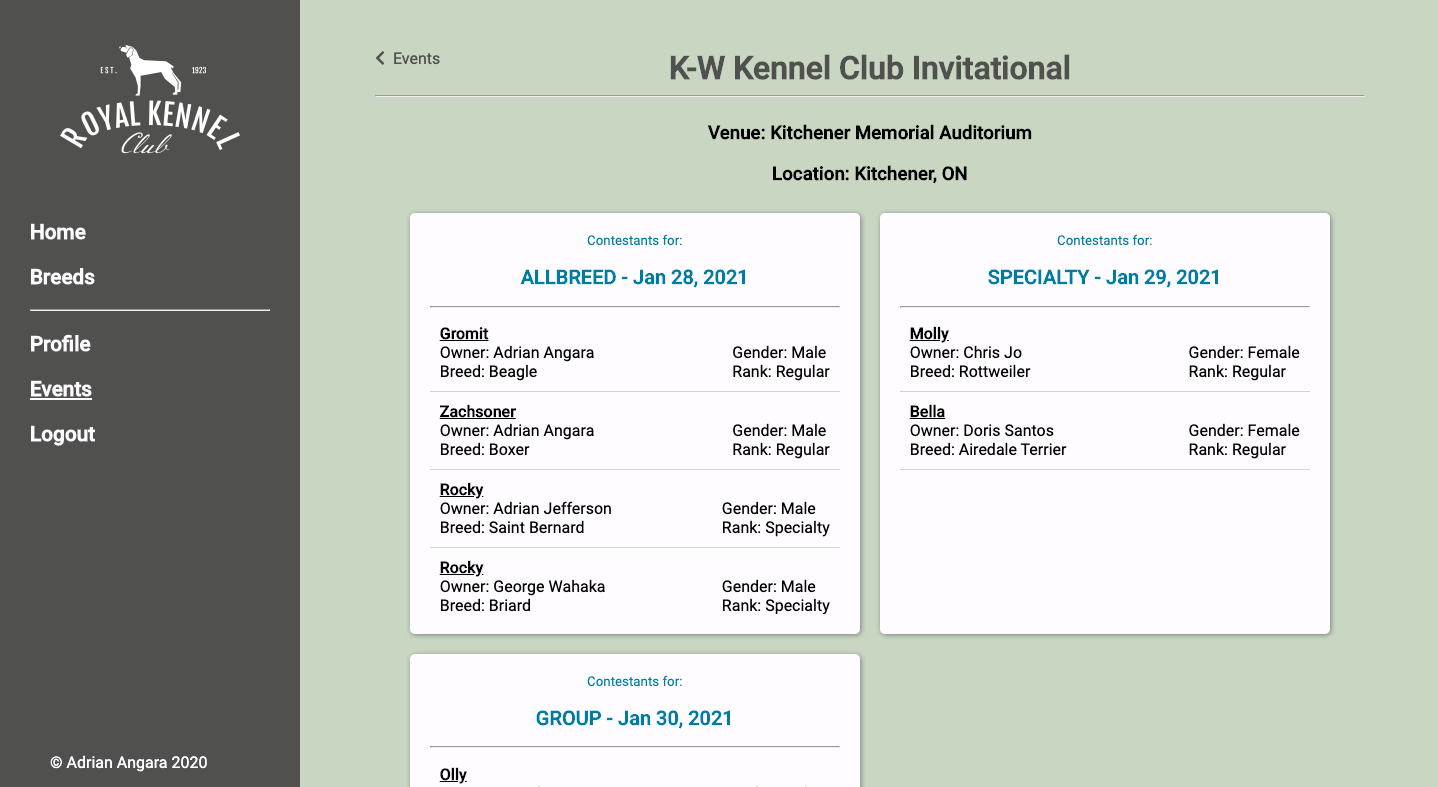 EST. 1923
ROYAL KENNEL
Club
Home
Breeds
Profile
Events
Logout
© Adrian Angara 2020
Events
K-W Kennel Club Invitational
Venue: Kitchener Memorial Auditorium
Location: Kitchener, ON
Contestants for:
ALLBREED - Jan 28, 2021
Gromit
Owner: Adrian Angara Gender: Male
Breed: Beagle Rank: Regular
Zachsoner
Owner: Adrian Angara Gender: Male
Breed: Boxer Rank: Regular
Rocky
Owner: Adrian Jefferson Gender: Male
Breed: Saint Bernard Rank: Specialty
Rocky
Owner: George Wahaka Gender: Male
Breed: Briard Rank: Specialty
Contestants for:
SPECIALTY - Jan 29, 2021
Molly
Owner: Chris Jo Gender: Female
Breed: Rottweiler Rank: Regular
Bella
Owner: Doris Santos Gender: Female
Breed: Airedale Terrier Rank: Regular
Contestants for:
GROUP - Jan 30, 2021
Olly